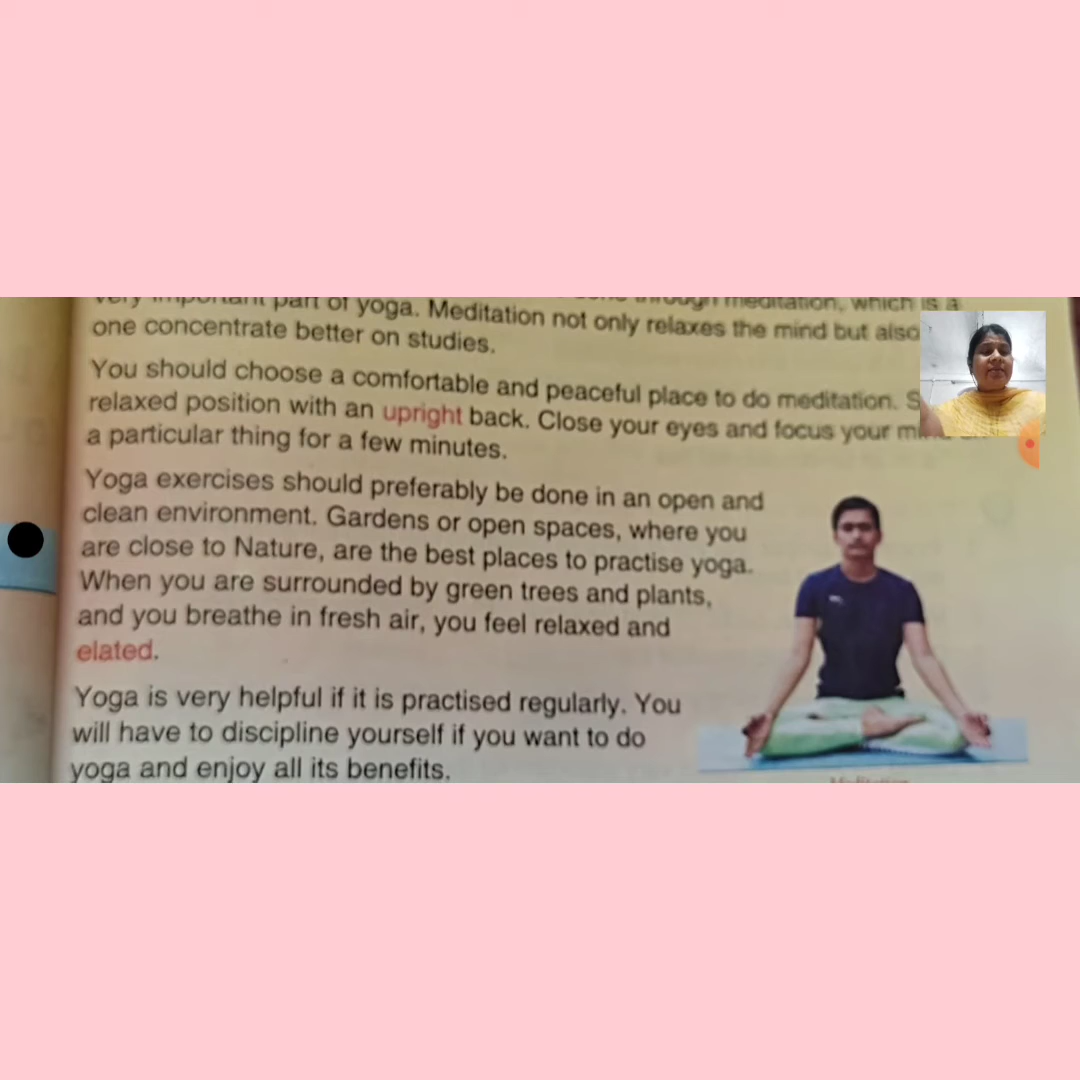 very important part of yoga. Meditation not only relaxes the mind but also
through meditation, which is a
one concentrate better on studies.
You should choose a comfortable and peaceful place to do meditation.
relaxed position with an upright back. Close your eyes and focus your
a particular thing for a few minutes.
Yoga exercises should preferably be done in an open and
clean environment. Gardens or open spaces, where you
are close to Nature, are the best places to practise yoga.
When you are surrounded by green trees and plants,
and you breathe in fresh air, you feel relaxed and
elated.
Yoga is very helpful if it is practised regularly. You
will have to discipline yourself if you want to do
yoga and enjoy all its benefits.